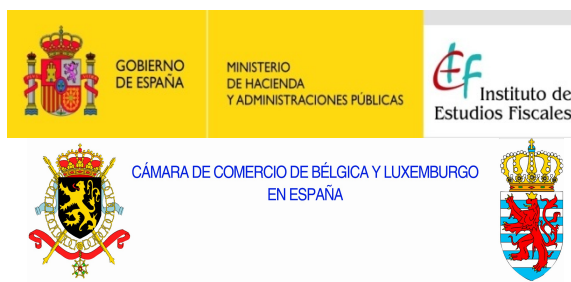 GOBIERNO
DE ESPAÑA
MINISTERIO
DE HACIENDA
Y ADMINISTRACIONES PÚBLICAS
Instituto de
Estudios Fiscales
CÁMARA DE COMERCIO DE BÉLGICA Y LUXEMBURGO
EN ESPAÑA